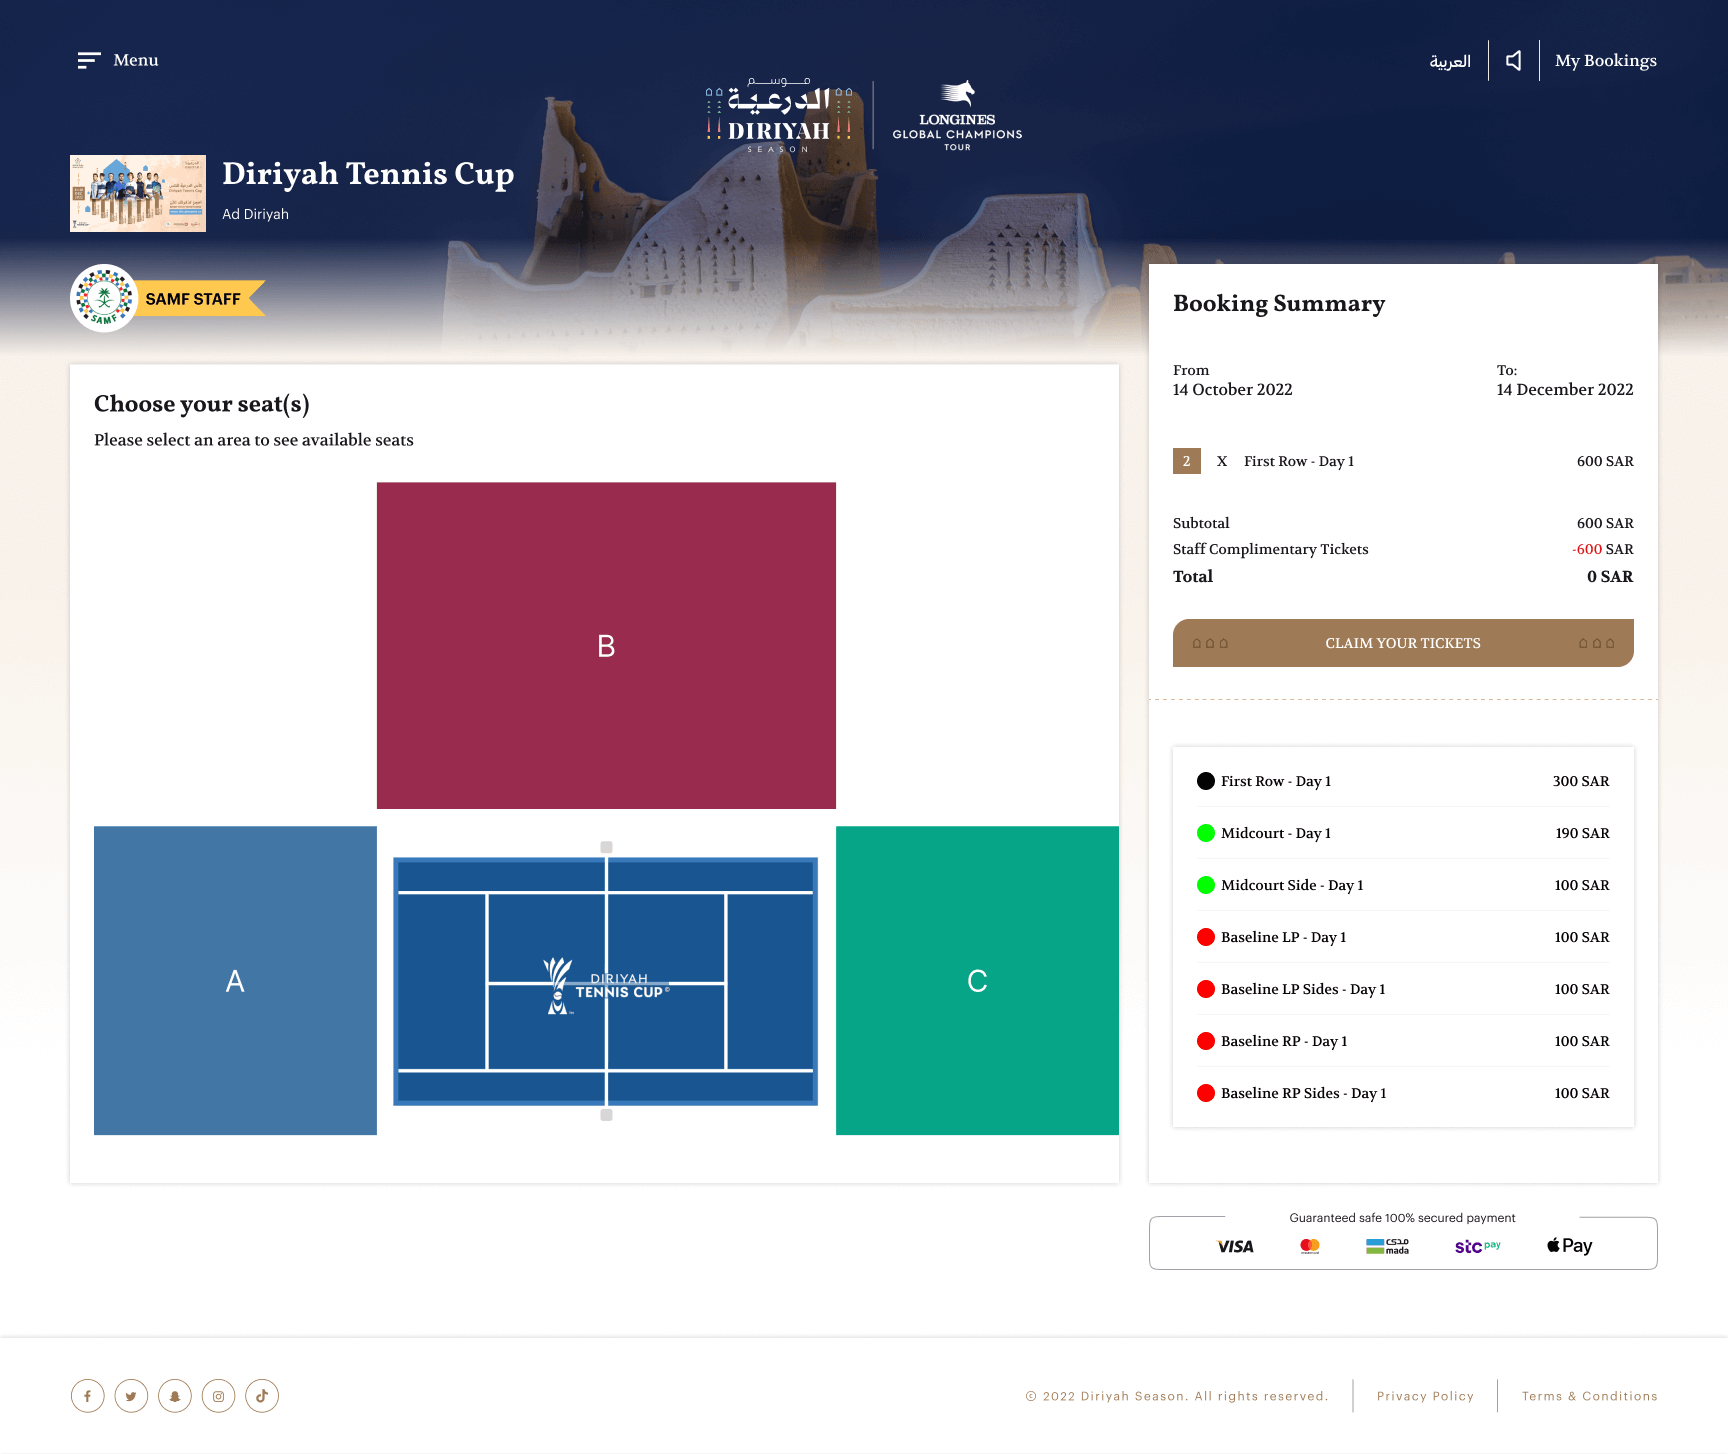 Menu
العربية
My Bookings
موسم
الدرعية
DIRIYAH
SEASON
LONGINES
GLOBAL CHAMPIONS
TOUR
Diriyah Tennis Cup
Ad Diriyah
SAMF
SAMF STAFF
Booking Summary
From
14 October 2022
To:
14 December 2022
2 X First Row - Day 1 600 SAR
Subtotal 600 SAR
Staff Complimentary Tickets -600 SAR
Total 0 SAR
CLAIM YOUR TICKETS
Choose your seat(s)
Please select an area to see available seats
B
A
DIRIYAH
TENNIS CUP
C
First Row - Day 1 300 SAR
Midcourt - Day 1 190 SAR
Midcourt Side - Day 1 100 SAR
Baseline LP - Day 1 100 SAR
Baseline LP Sides - Day 1 100 SAR
Baseline RP - Day 1 100 SAR
Baseline RP Sides - Day 1 100 SAR
Guaranteed safe 100% secured payment
VISA
مدى
mada
stc pay
Pay
© 2022 Diriyah Season. All rights reserved.
Privacy Policy
Terms & Conditions